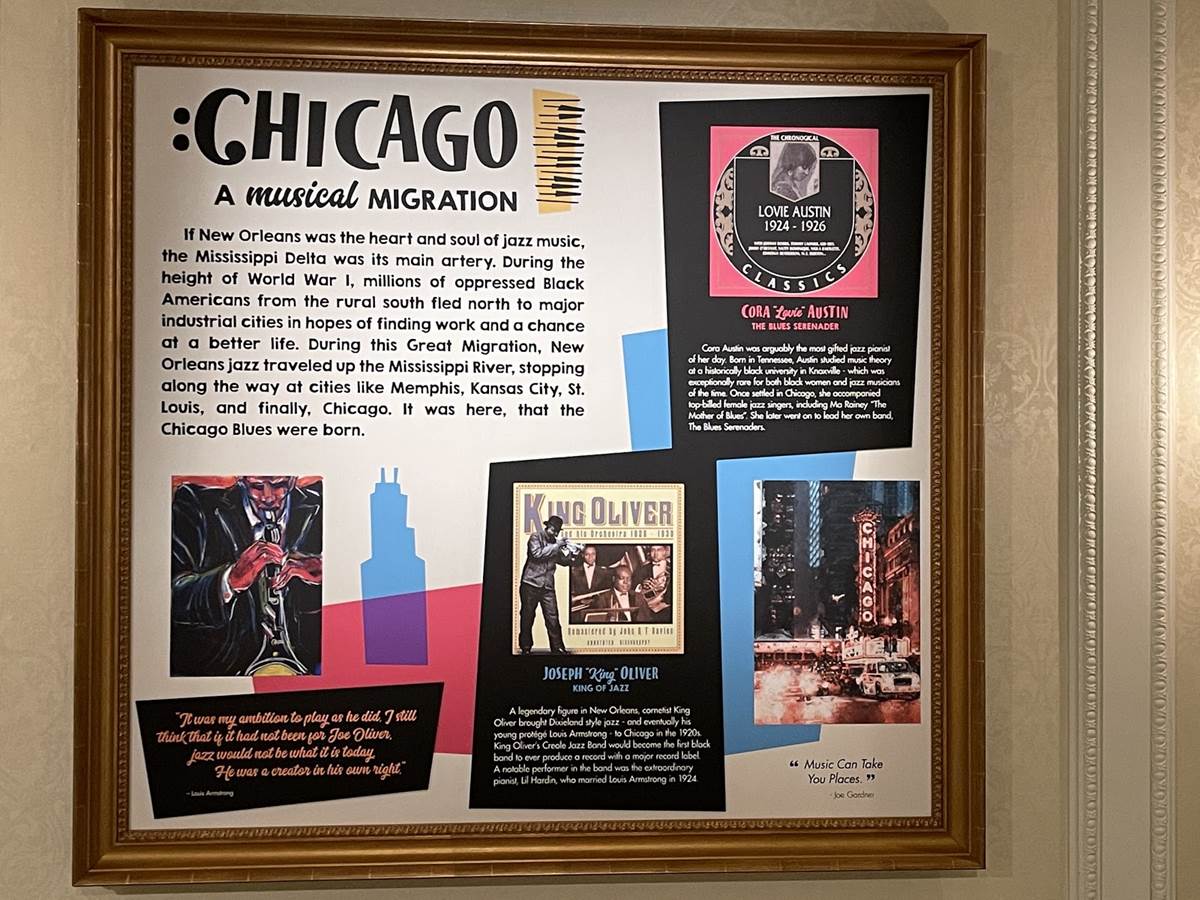 :CHICAGO
A musical MIGRATION
If New Orleans was the heart and soul of jazz music,
the Mississippi Delta was its main artery. During the
height of World War I, millions of oppressed Black
Americans from the rural south fled north to major
industrial cities in hopes of finding work and a chance
at a better life. During this Great Migration, New
Orleans jazz traveled up the Mississippi River, stopping
along the way at cities like Memphis, Kansas City, St.
Louis, and finally, Chicago. It was here, that the
Chicago Blues were born.
THE CHRONOLOGICAL
LOVIE AUSTIN
1924 - 1926
CLASSICS
CORA "Lovie" AUSTIN
THE BLUES SERENADER
Cora Austin was arguably the most gifted jazz pianist
of her day. Born in Tennessee, Austin studied music theory
at a historically black university in Knoxville - which was
exceptionally rare for both black women and jazz musicians
of the time. Once settled in Chicago, she accompanied
top-billed female jazz singers, including Ma Rainey "The
Mother of Blues". She later went on to lead her own band,
The Blues Serenaders.
"It was my ambition to play as he did. I still
think that if it had not been for Joe Oliver,
jazz would not be what it is today.
He was a creator in his own right."
- Louis Armstrong
KING OLIVER
and his Orchestra 1928 - 1930
Remastered by John R T Davies
JOSEPH "King" OLIVER
KING OF JAZZ
A legendary figure in New Orleans, cornetist King
Oliver brought Dixieland style jazz - and eventually his
young protégé Louis Armstrong - to Chicago in the 1920s.
King Oliver's Creole Jazz Band would become the first black
band to ever produce a record with a major record label.
A notable performer in the band was the extraordinary
pianist, Lil Hardin, who married Louis Armstrong in 1924.
CHICAGO
"Music Can Take
You Places."
- Joe Gardner